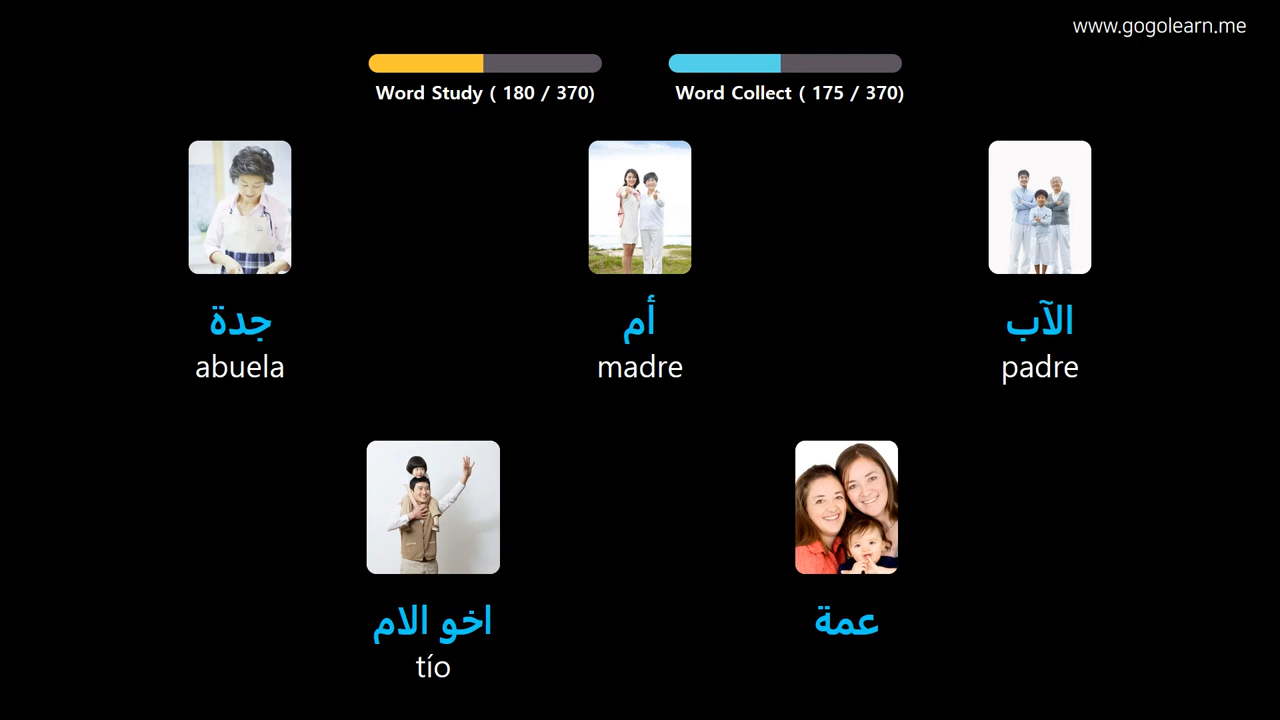 www.gogolearn.me
Word Study ( 180 / 370)
Word Collect ( 175 / 370)
جدة
abuela
أم
madre
الآب
padre
اخو الام
tío
عمة